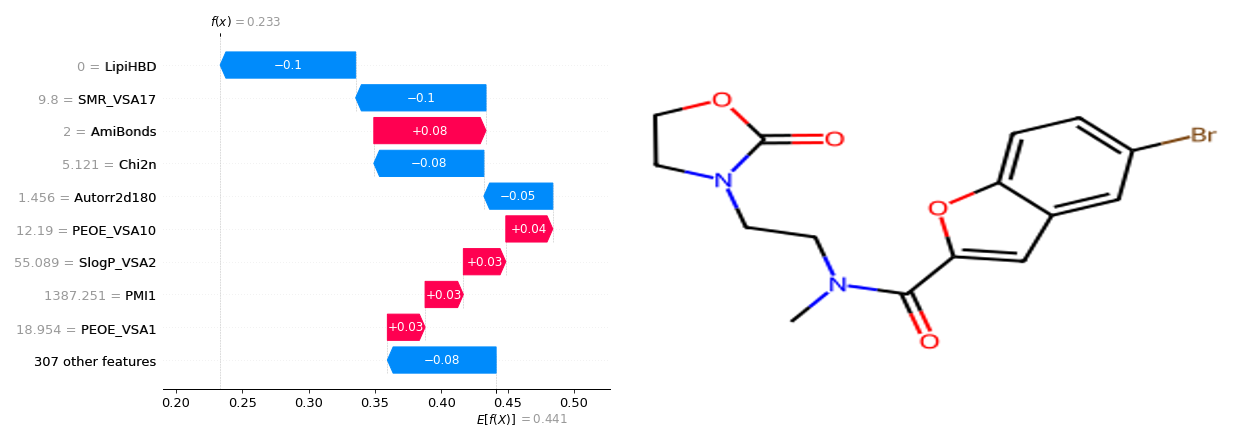 f(x) = 0.233
0 = LipiHBD
−0.1
9.8 = SMR_VSA17
−0.1
2 = AmiBonds
+0.08
5.121 = Chi2n
−0.08
1.456 = Autorr2d180
−0.05
12.19 = PEOE_VSA10
+0.04
55.089 = SlogP_VSA2
+0.03
1387.251 = PMI1
+0.03
18.954 = PEOE_VSA1
+0.03
307 other features
−0.08
0.20 0.25 0.30 0.35 0.40 0.45 0.50
E[f(X)] = 0.441
O
O
N
N
O
O
Br